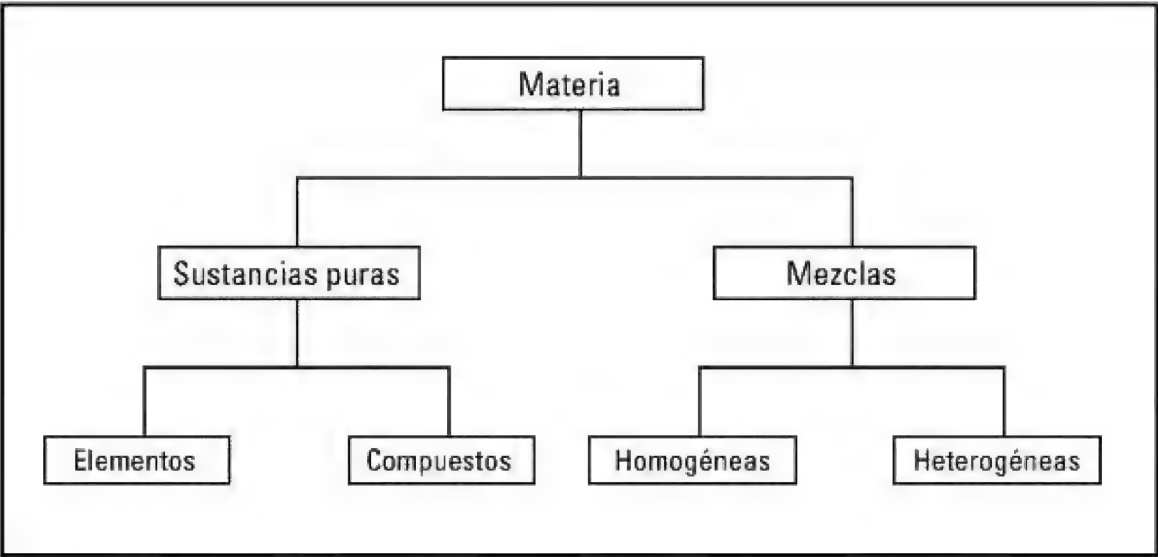 Materia
Sustancias puras
Mezclas
Elementos
Compuestos
Homogéneas
Heterogéneas